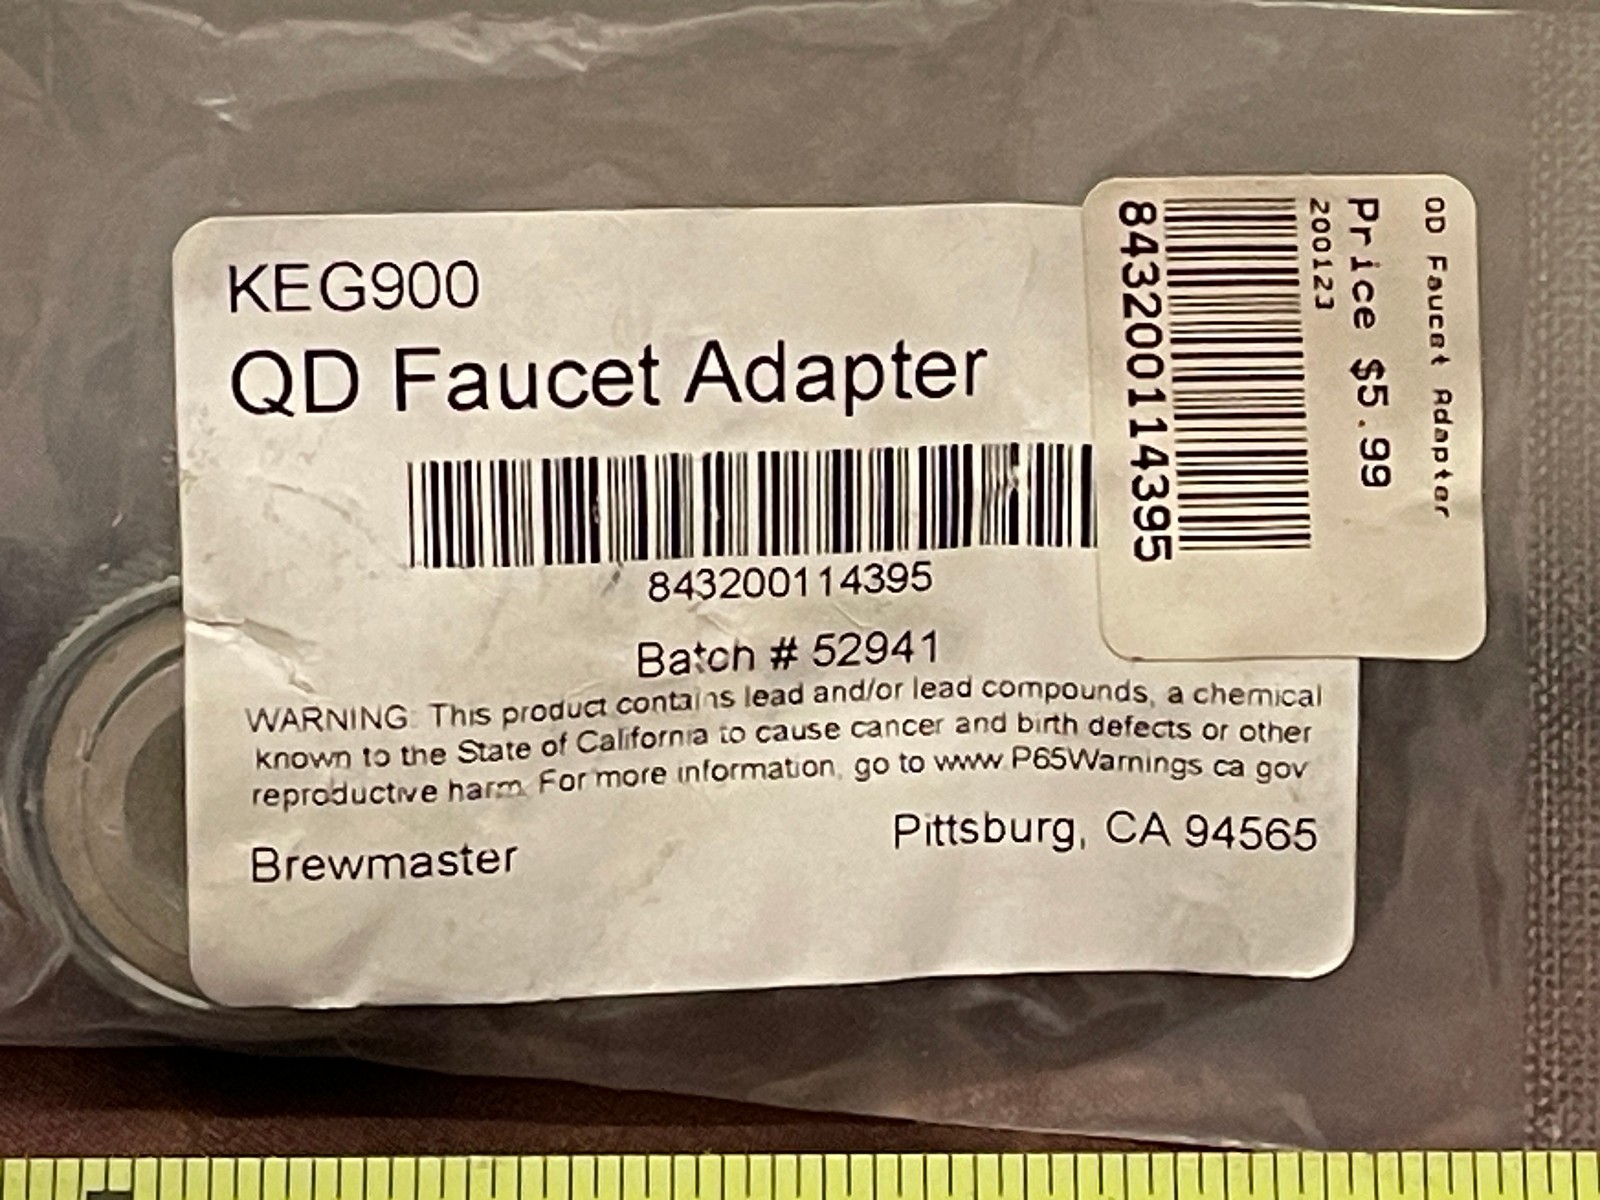 KEG900
QD Faucet Adapter
843200114395
Batch # 52941
WARNING: This product contains lead and/or lead compounds, a chemical
known to the State of California to cause cancer and birth defects or other
reproductive harm. For more information, go to www.P65Warnings.ca.gov
Brewmaster
Pittsburg, CA 94565
QD Faucet Adapter
Price $5.99
200123
843200114395